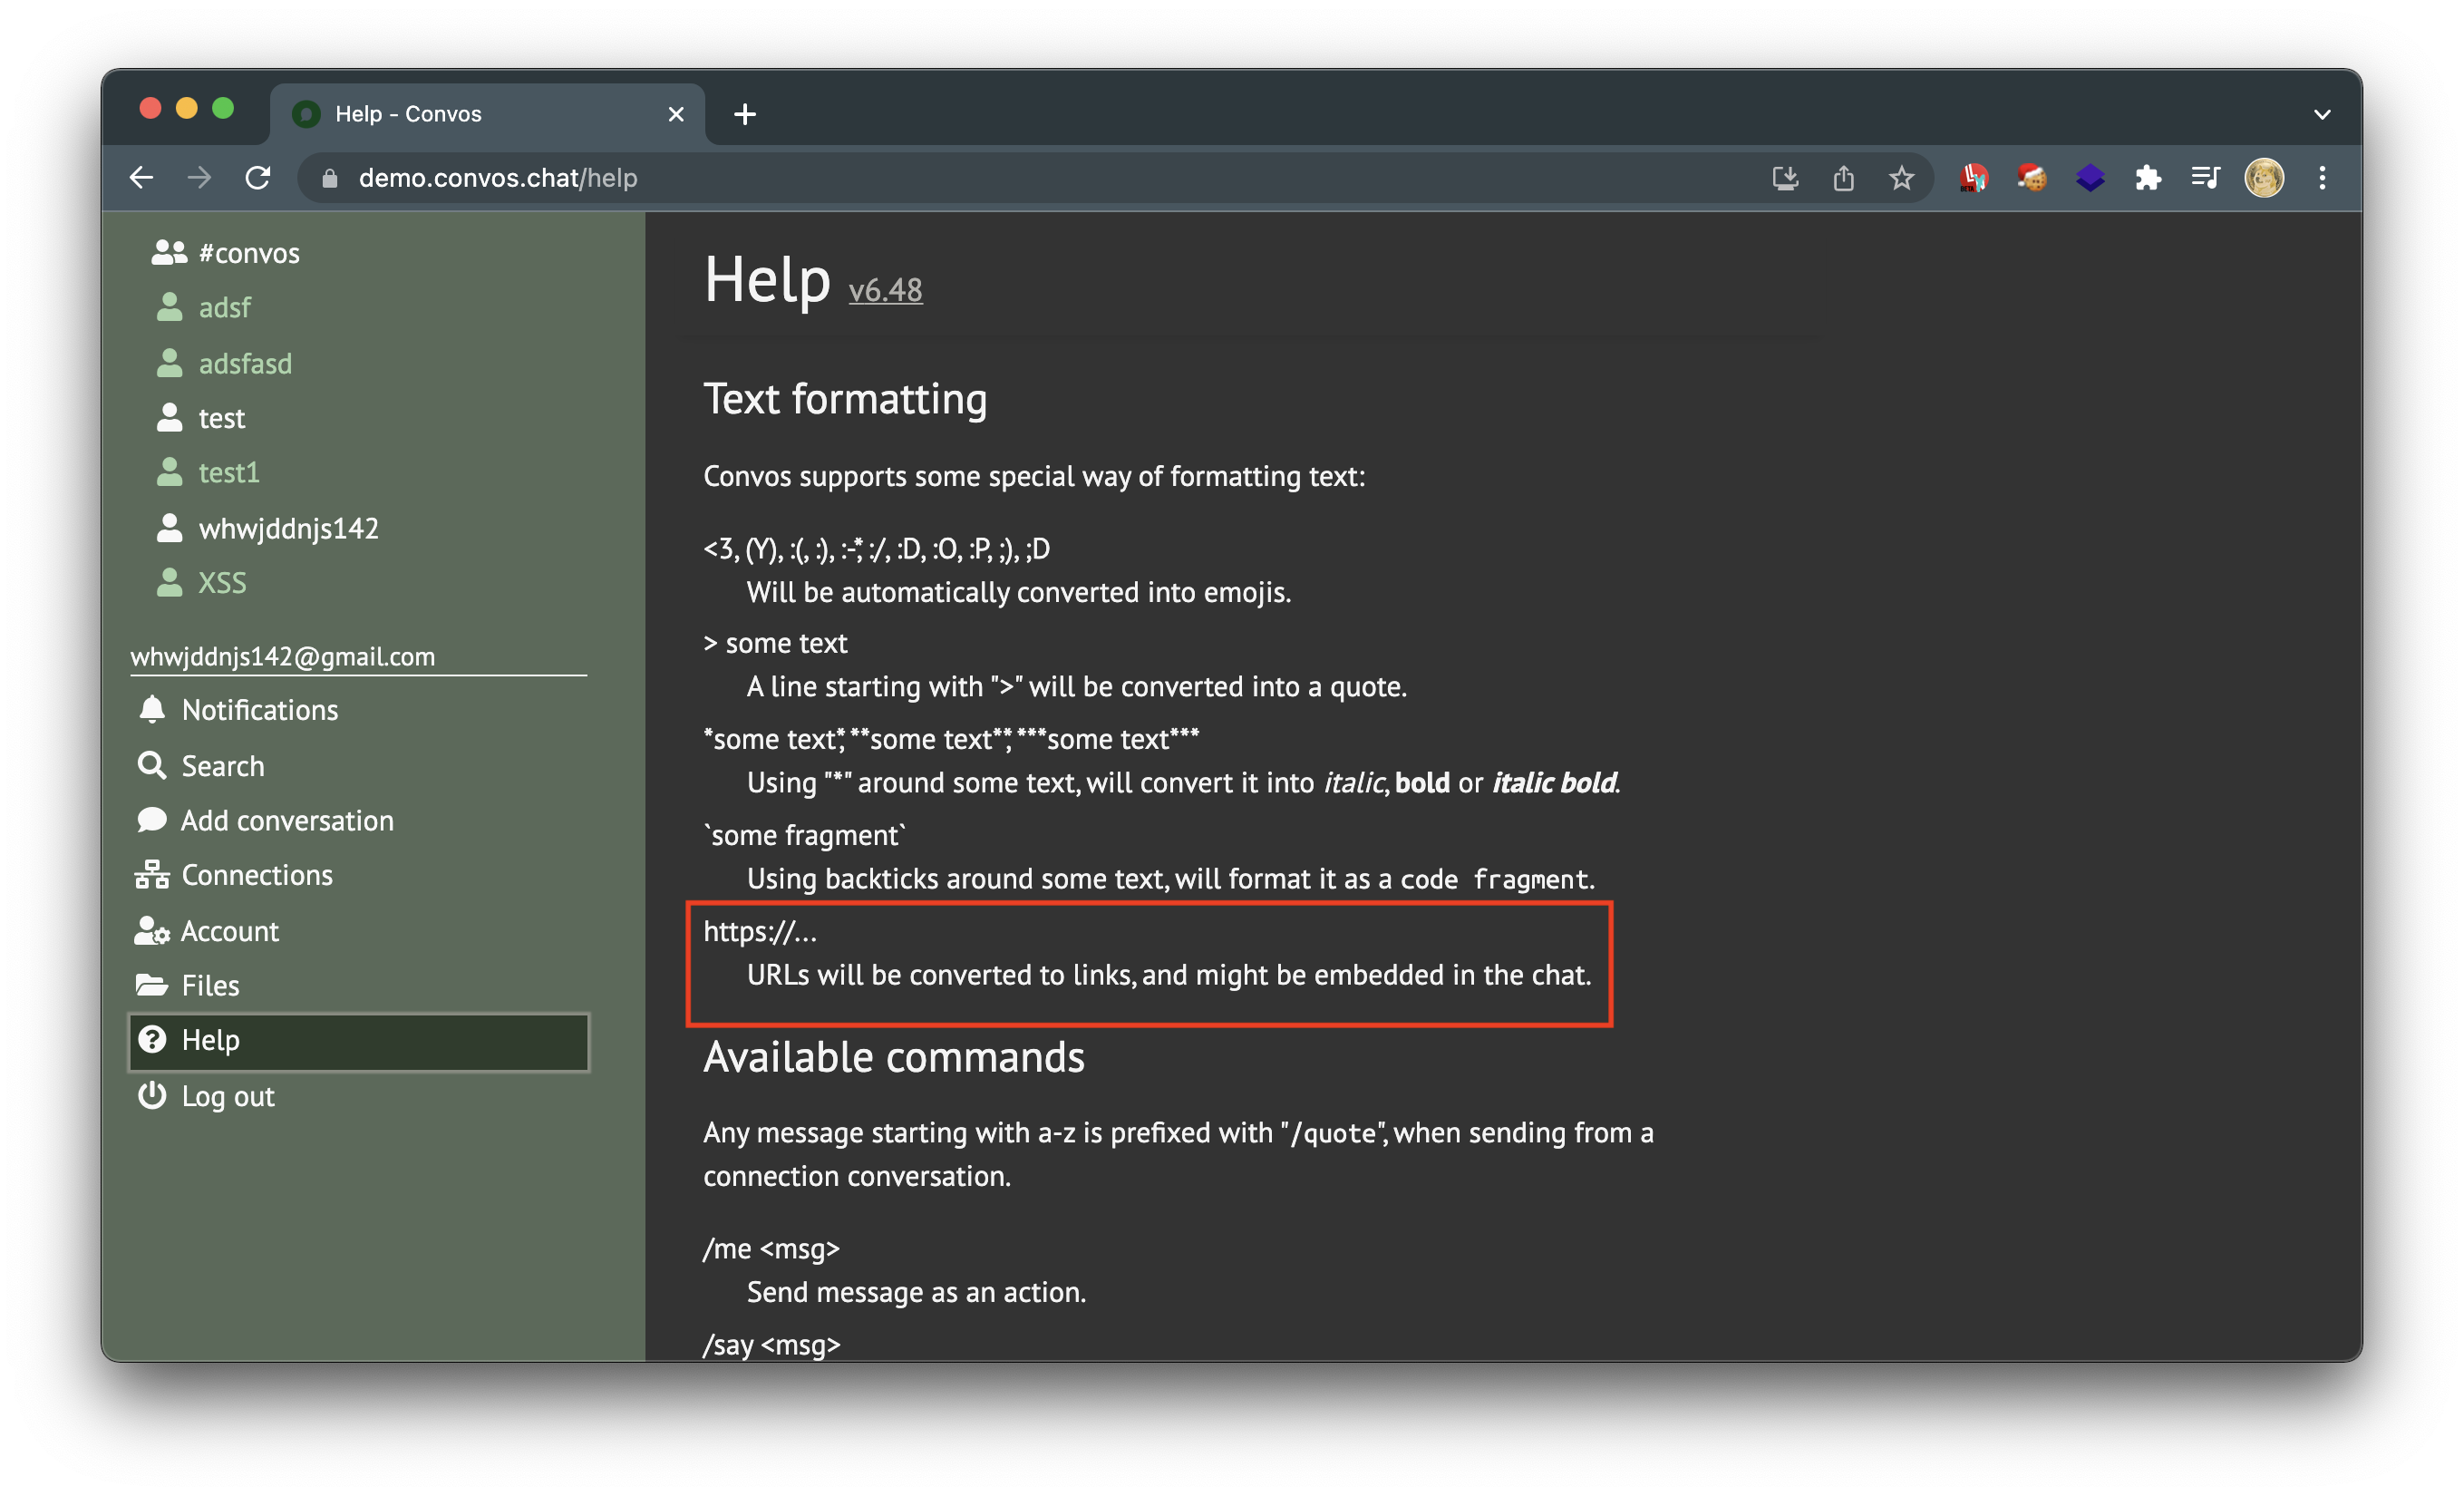 Help - Convos
demo.convos.chat/help
#convos
adsf
adsfasd
test
test1
whwjddnjs142
XSS
whwjddnjs142@gmail.com
Notifications
Search
Add conversation
Connections
Account
Files
Help
Log out
Help v6.48
Text formatting
Convos supports some special way of formatting text:
<3, (Y), :(, :), :-*, :/, :D, :O, :P, ;), ;D
Will be automatically converted into emojis.
> some text
A line starting with ">" will be converted into a quote.
*some text*, **some text**, ***some text***
Using "*" around some text, will convert it into italic, bold or italic bold.
`some fragment`
Using backticks around some text, will format it as a code fragment.
https://...
URLs will be converted to links, and might be embedded in the chat.
Available commands
Any message starting with a-z is prefixed with "/quote", when sending from a
connection conversation.
/me <msg>
Send message as an action.
/say <msg>